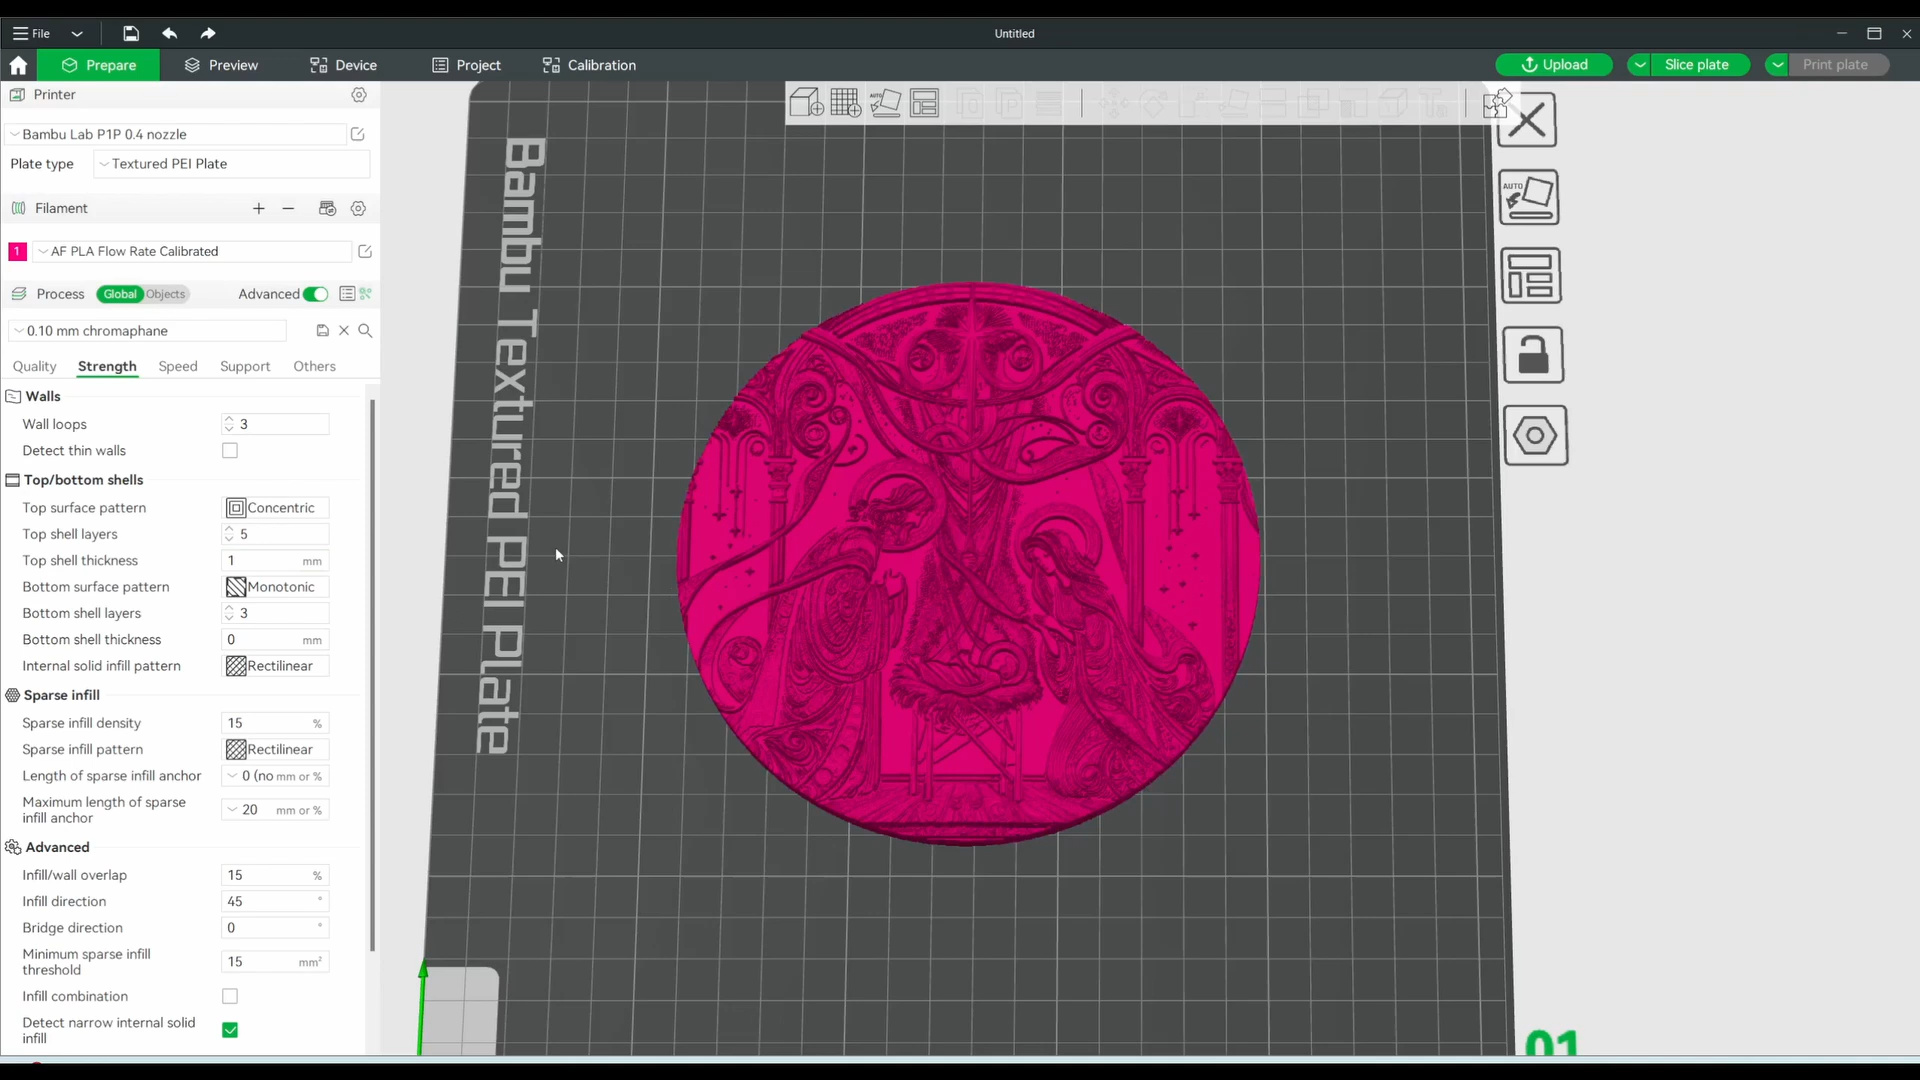 File
Untitled
Prepare
Preview
Device
Project
Calibration
Upload
Slice plate
Print plate
Printer
Bambu Lab P1P 0.4 nozzle
Plate type
Textured PEI Plate
Filament
1
AF PLA Flow Rate Calibrated
Process
Global
Objects
Advanced
0.10 mm chromaphane
Quality
Strength
Speed
Support
Others
Walls
Wall loops 3
Detect thin walls
Top/bottom shells
Top surface pattern Concentric
Top shell layers 5
Top shell thickness 1 mm
Bottom surface pattern Monotonic
Bottom shell layers 3
Bottom shell thickness 0 mm
Internal solid infill pattern Rectilinear
Sparse infill
Sparse infill density 15 %
Sparse infill pattern Rectilinear
Length of sparse infill anchor 0 (no mm or %
Maximum length of sparse
infill anchor
20 mm or %
Advanced
Infill/wall overlap 15 %
Infill direction 45 °
Bridge direction 0 °
Minimum sparse infill
threshold
15 mm²
Infill combination
Detect narrow internal solid
infill
Bambu Textured PEI Plate
AUTO
AUTO
01